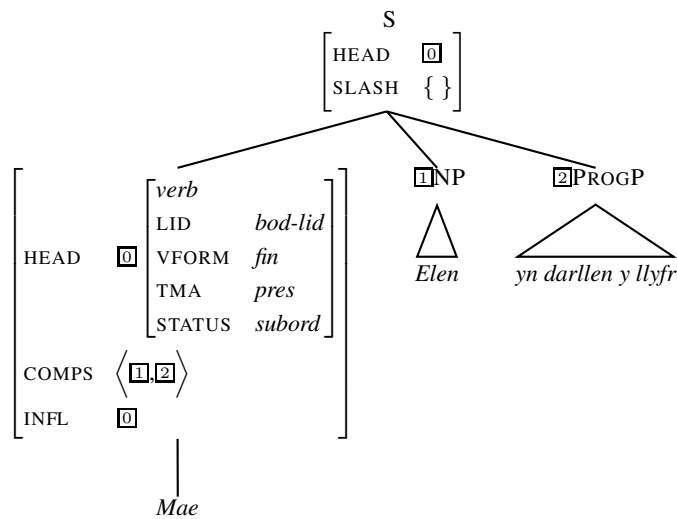 S
HEAD 0
SLASH { }
verb
LID bod-lid
HEAD 0 VFORM fin
TMA pres
STATUS subord
COMPS ⟨1,2⟩
INFL 0
1NP
2PROGP
Mae
Elen
yn darllen y llyfr